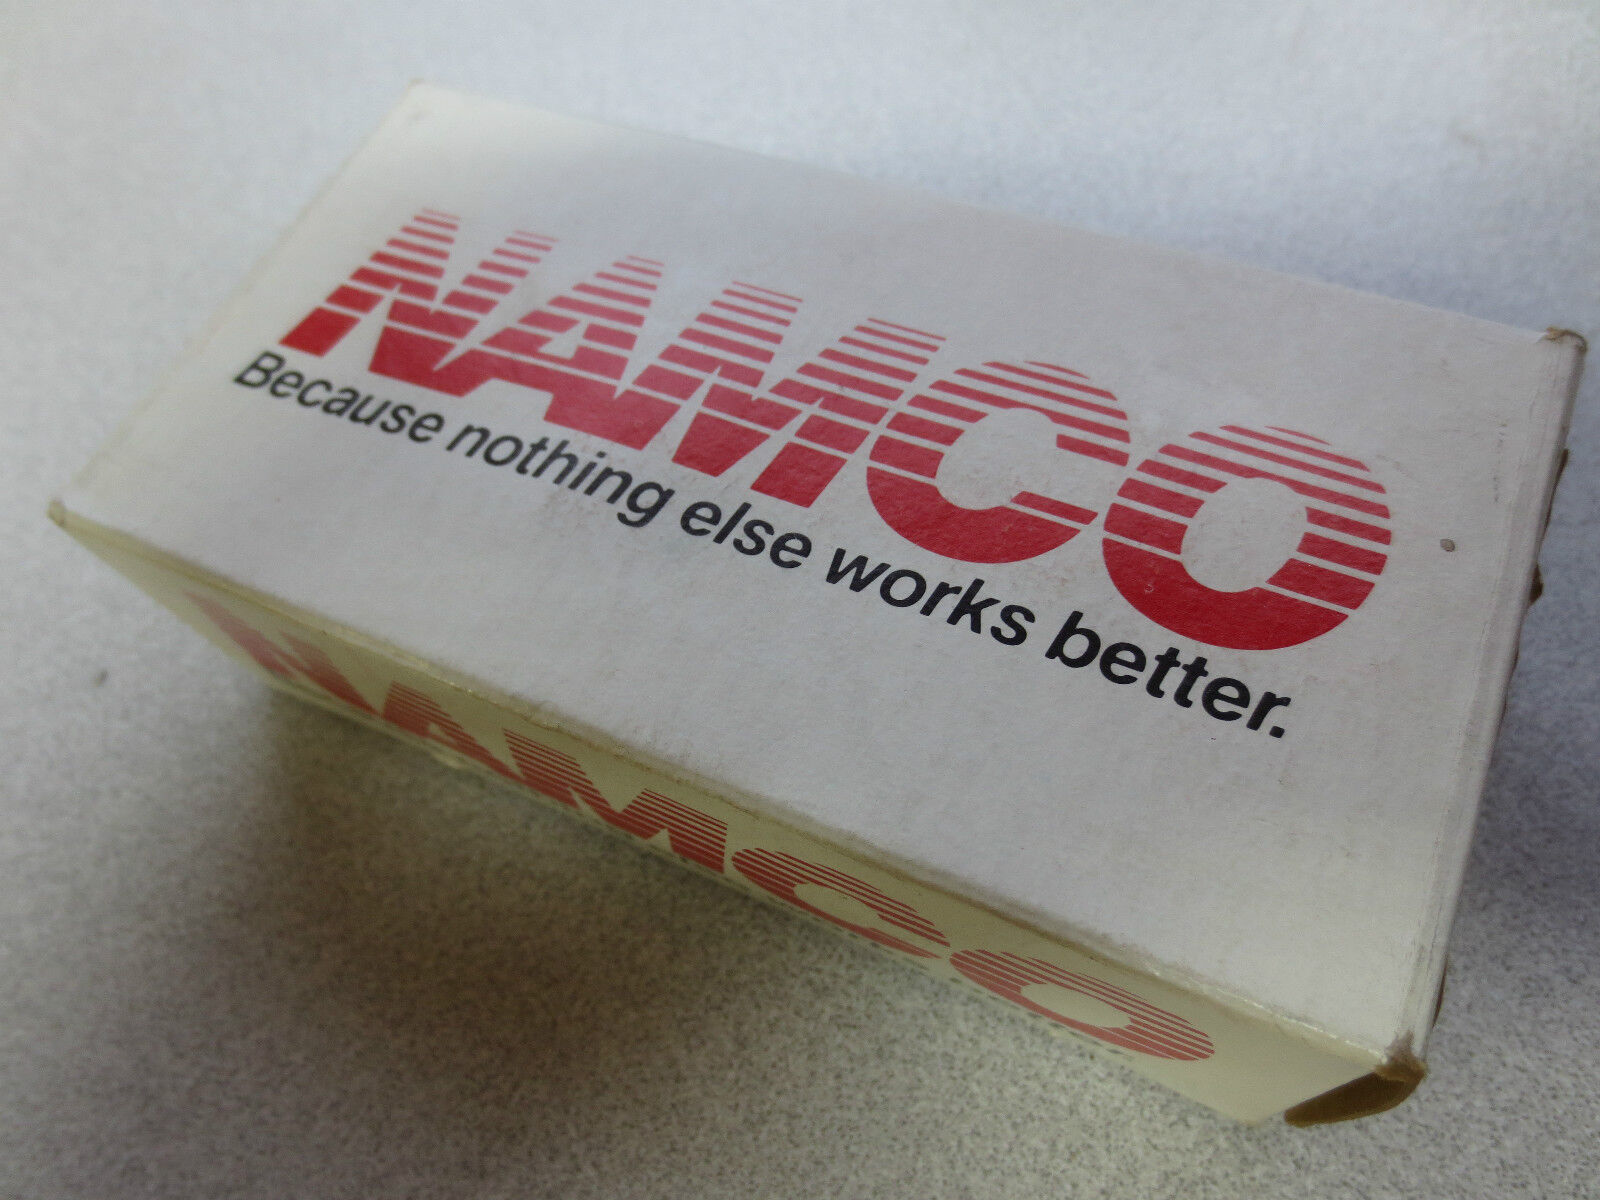 NAMCO
Because nothing else works better.
NAMCO